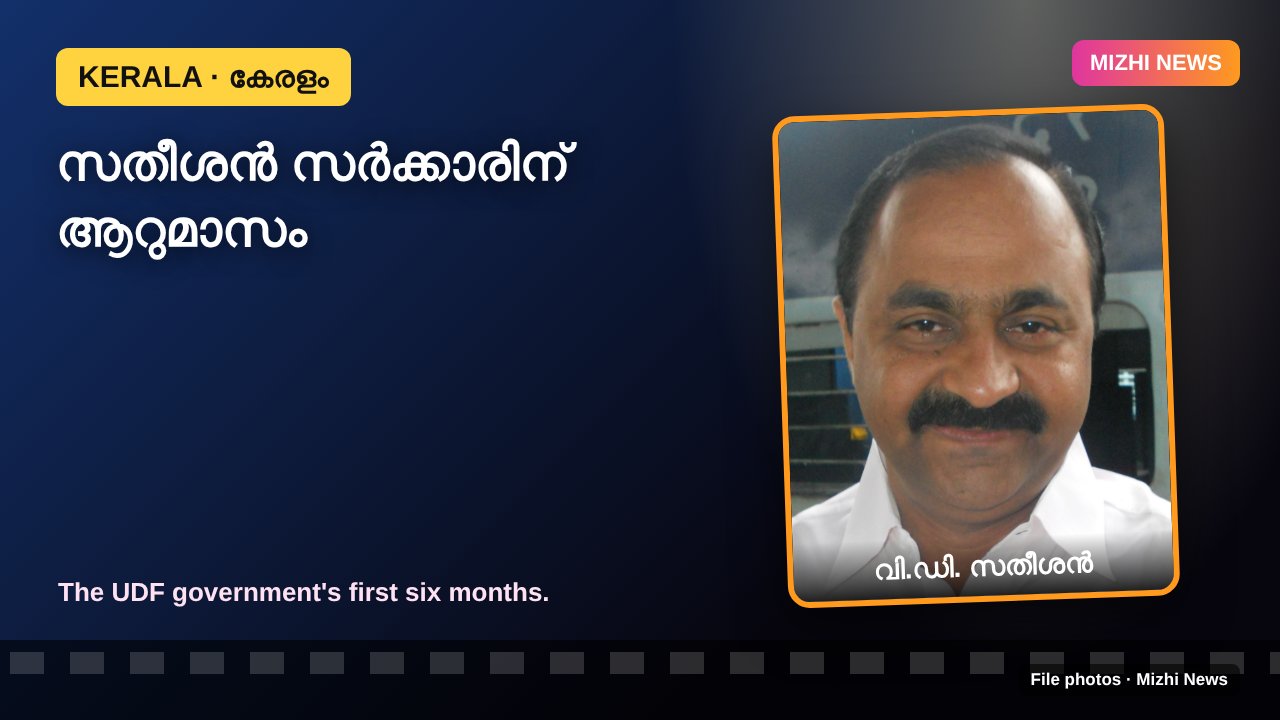 KERALA · കേരളം
MIZHI NEWS
സതീശൻ സർക്കാരിന്
ആറുമാസം
വി.ഡി. സതീശൻ
The UDF government's first six months.
File photos · Mizhi News